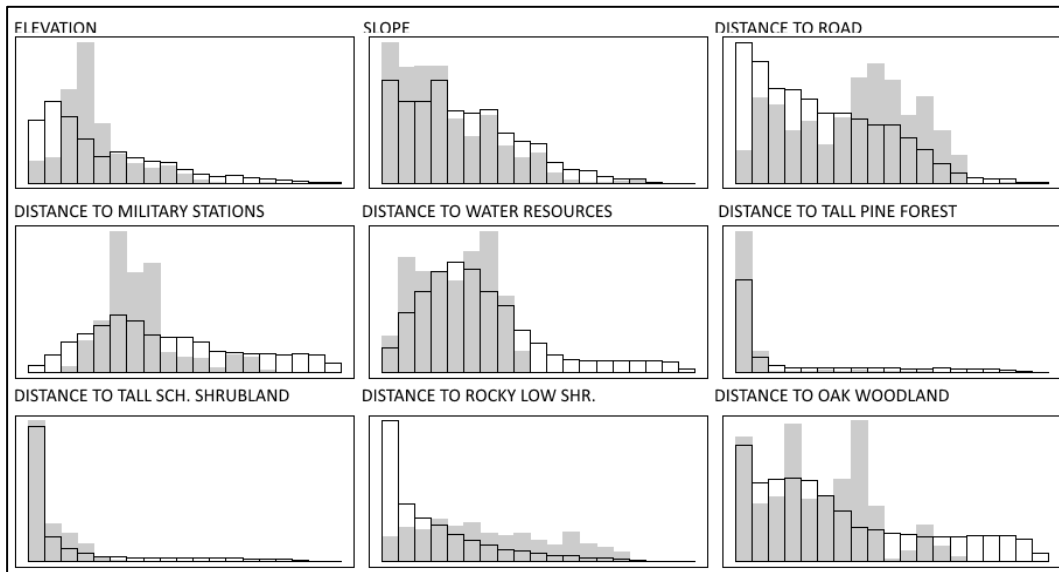 ELEVATION
SLOPE
DISTANCE TO ROAD
DISTANCE TO MILITARY STATIONS
DISTANCE TO WATER RESOURCES
DISTANCE TO TALL PINE FOREST
DISTANCE TO TALL SCH. SHRUBLAND
DISTANCE TO ROCKY LOW SHR.
DISTANCE TO OAK WOODLAND